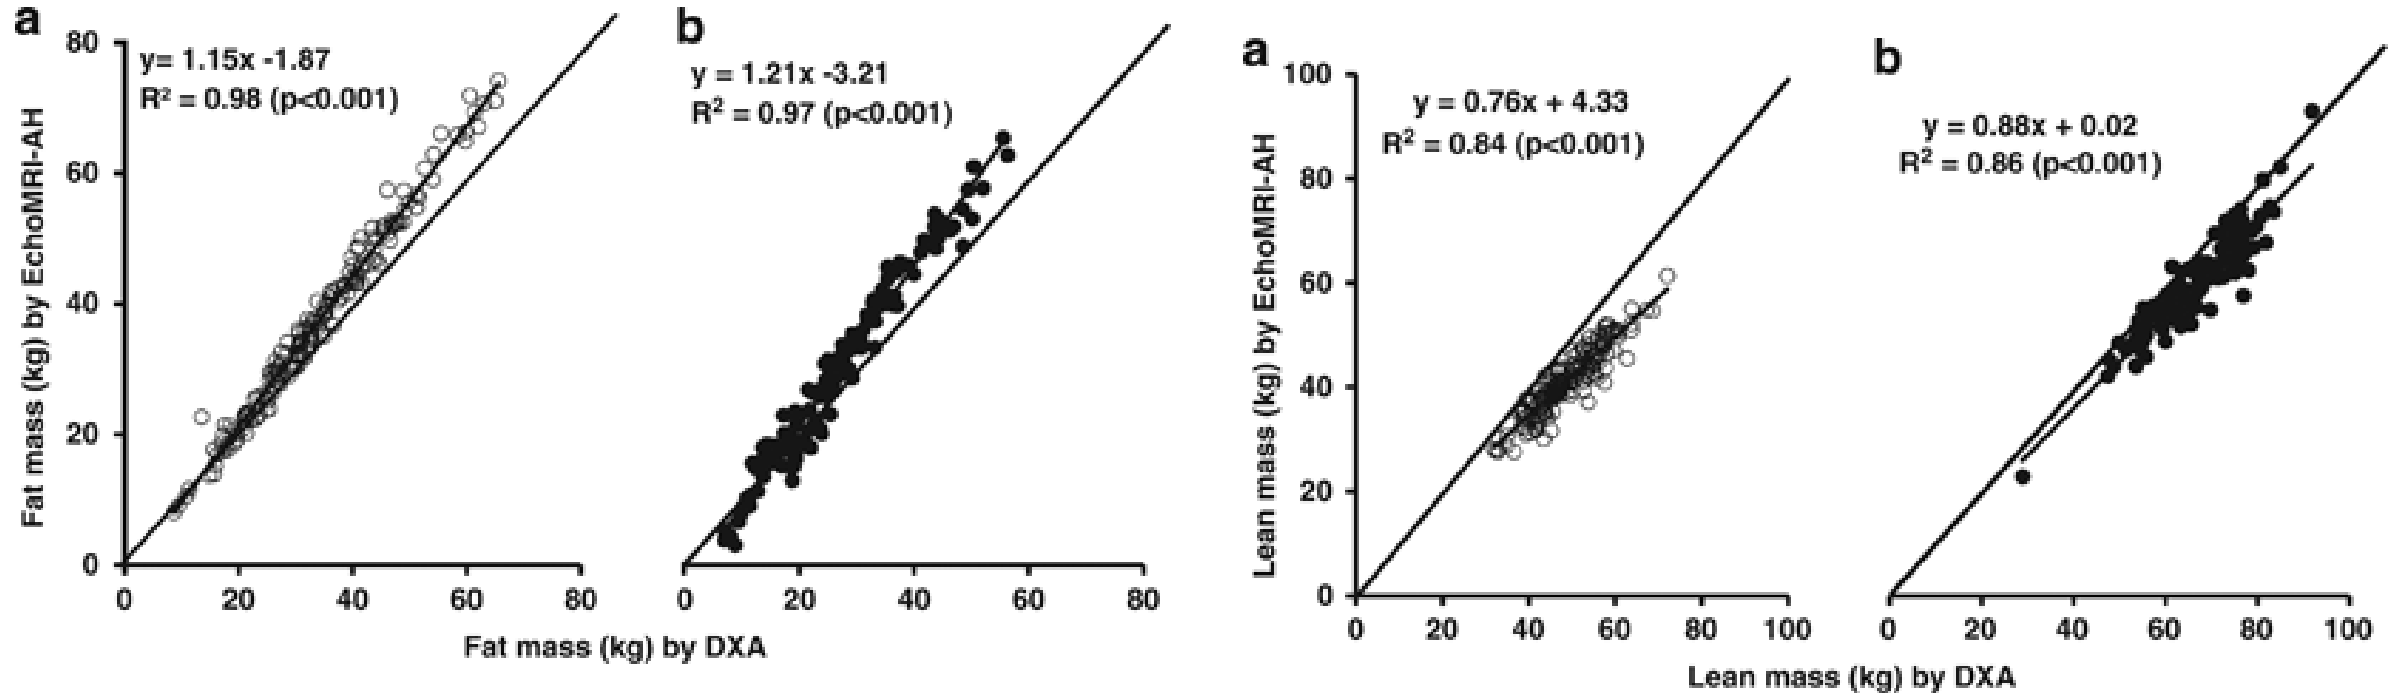 a
80
60
40
20
0
y= 1.15x -1.87
R² = 0.98 (p<0.001)
Fat mass (kg) by EchoMRI-AH
0 20 40 60 80
b
y = 1.21x -3.21
R² = 0.97 (p<0.001)
0 20 40 60 80
Fat mass (kg) by DXA
a
100
80
60
40
20
0
y = 0.76x + 4.33
R² = 0.84 (p<0.001)
Lean mass (kg) by EchoMRI-AH
0 20 40 60 80 100
b
y = 0.88x + 0.02
R² = 0.86 (p<0.001)
0 20 40 60 80 100
Lean mass (kg) by DXA